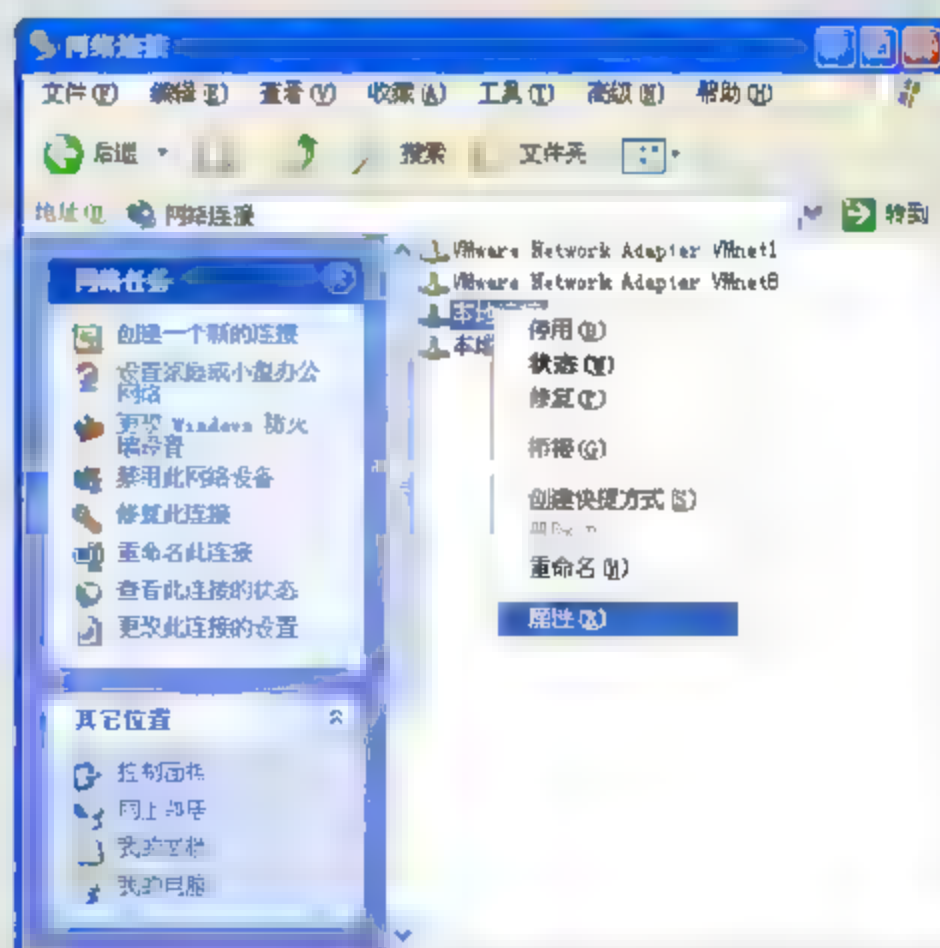 网络连接
文件(F) 编辑(E) 查看(V) 收藏(A) 工具(T) 高级(N) 帮助(H)
后退 搜索 文件夹
地址(D) 网络连接 转到
网络任务
创建一个新的连接
设置家庭或小型办公
网络
更改 Windows 防火
墙设置
禁用此网络设备
修复此连接
重命名此连接
查看此连接的状态
更改此连接的设置
其它位置
控制面板
网上邻居
我的文档
我的电脑
VMware Network Adapter VMnet1
VMware Network Adapter VMnet8
本地
本地
停用(B)
状态(U)
修复(P)
桥接(G)
创建快捷方式(S)
重命名(M)
属性(R)